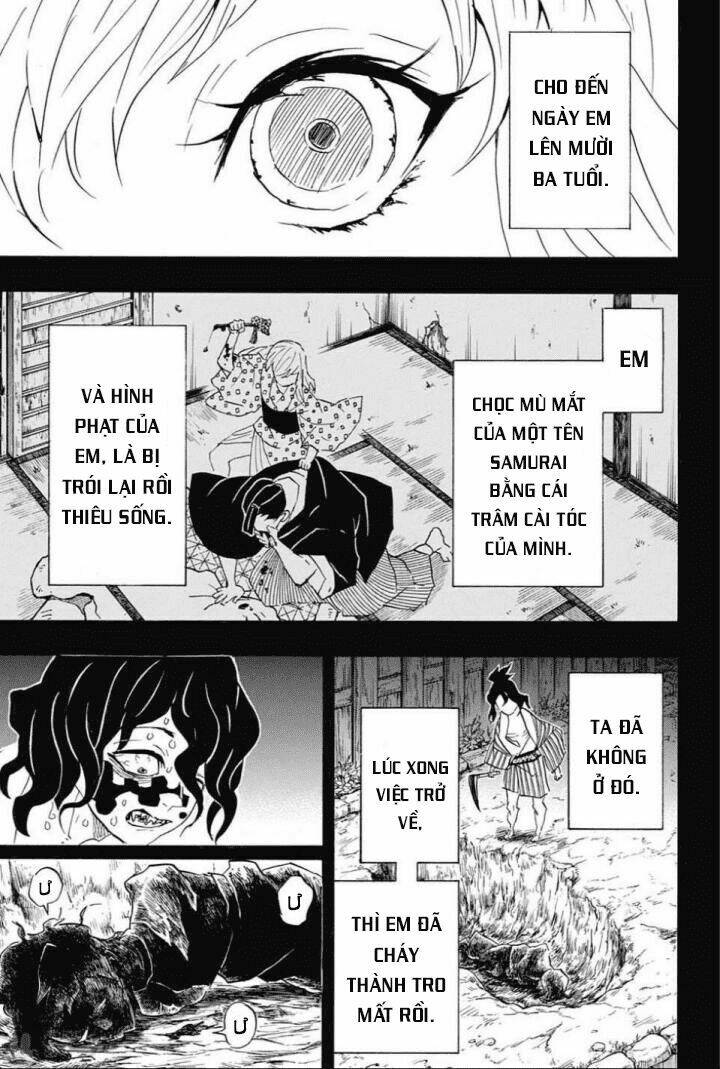 CHO ĐẾN
NGÀY EM
LÊN MƯỜI
BA TUỔI.
EM
CHỌC MÙ MẮT
CỦA MỘT TÊN
SAMURAI
BẰNG CÁI
TRÂM CÀI TÓC
CỦA MÌNH.
VÀ HÌNH
PHẠT CỦA
EM, LÀ BỊ
TRÓI LẠI RỒI
THIÊU SỐNG.
TA ĐÃ
KHÔNG
Ở ĐÓ.
LÚC XONG
VIỆC TRỞ
VỀ,
THÌ EM ĐÃ
CHÁY
THÀNH TRO
MẤT RỒI.
Ư
Ư
Ư